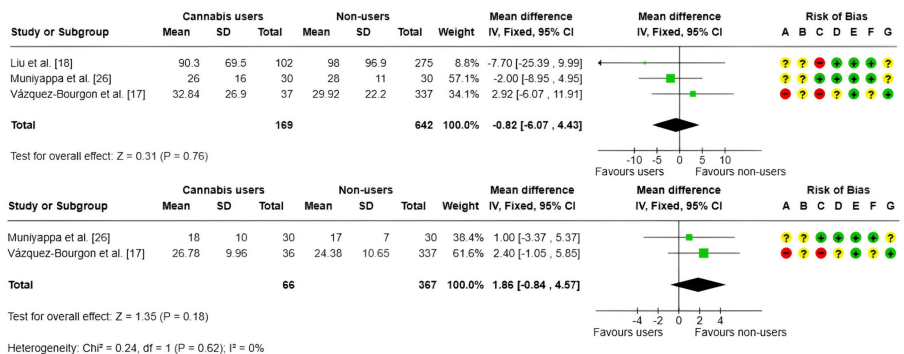 Cannabis users Non-users Mean difference Mean difference Risk of Bias
Study or Subgroup Mean SD Total Mean SD Total Weight IV, Fixed, 95% CI IV, Fixed, 95% CI A B C D E F G
Liu et al. [18] 90.3 69.5 102 98 96.9 275 8.8% -7.70 [-25.39 , 9.99] ? ? - + + + ?
Muniyappa et al. [26] 26 16 30 28 11 30 57.1% -2.00 [-8.95 , 4.95] ? ? + + + + ?
Vázquez-Bourgon et al. [17] 32.84 26.9 37 29.92 22.2 337 34.1% 2.92 [-6.07 , 11.91] - ? - ? + ? +
Total 169 642 100.0% -0.82 [-6.07 , 4.43]
Test for overall effect: Z = 0.31 (P = 0.76)
-10 -5 0 5 10
Favours users Favours non-users
Cannabis users Non-users Mean difference Mean difference Risk of Bias
Study or Subgroup Mean SD Total Mean SD Total Weight IV, Fixed, 95% CI IV, Fixed, 95% CI A B C D E F G
Muniyappa et al. [26] 18 10 30 17 7 30 38.4% 1.00 [-3.37 , 5.37] ? ? + + + + ?
Vázquez-Bourgon et al. [17] 26.78 9.96 36 24.38 10.65 337 61.6% 2.40 [-1.05 , 5.85] - ? - ? + ? +
Total 66 367 100.0% 1.86 [-0.84 , 4.57]
Test for overall effect: Z = 1.35 (P = 0.18)
-4 -2 0 2 4
Favours users Favours non-users
Heterogeneity: Chi² = 0.24, df = 1 (P = 0.62); I² = 0%